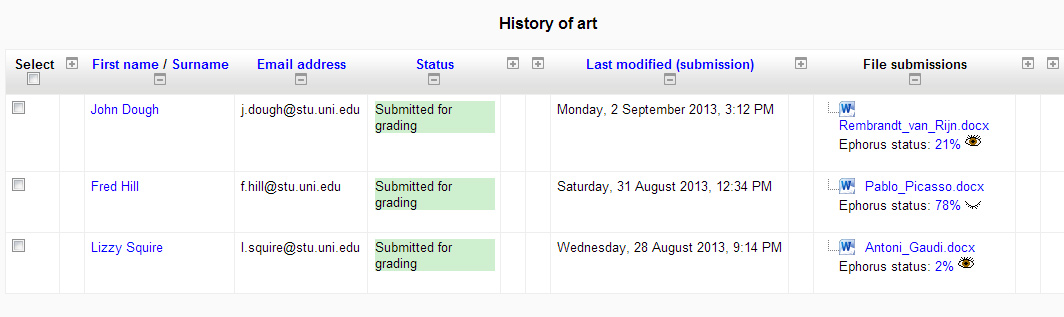 History of art
Select First name / Surname Email address Status Last modified (submission) File submissions
John Dough j.dough@stu.uni.edu Submitted for grading Monday, 2 September 2013, 3:12 PM Rembrandt_van_Rijn.docx
Ephorus status: 21%
Fred Hill f.hill@stu.uni.edu Submitted for grading Saturday, 31 August 2013, 12:34 PM Pablo_Picasso.docx
Ephorus status: 78%
Lizzy Squire l.squire@stu.uni.edu Submitted for grading Wednesday, 28 August 2013, 9:14 PM Antoni_Gaudi.docx
Ephorus status: 2%